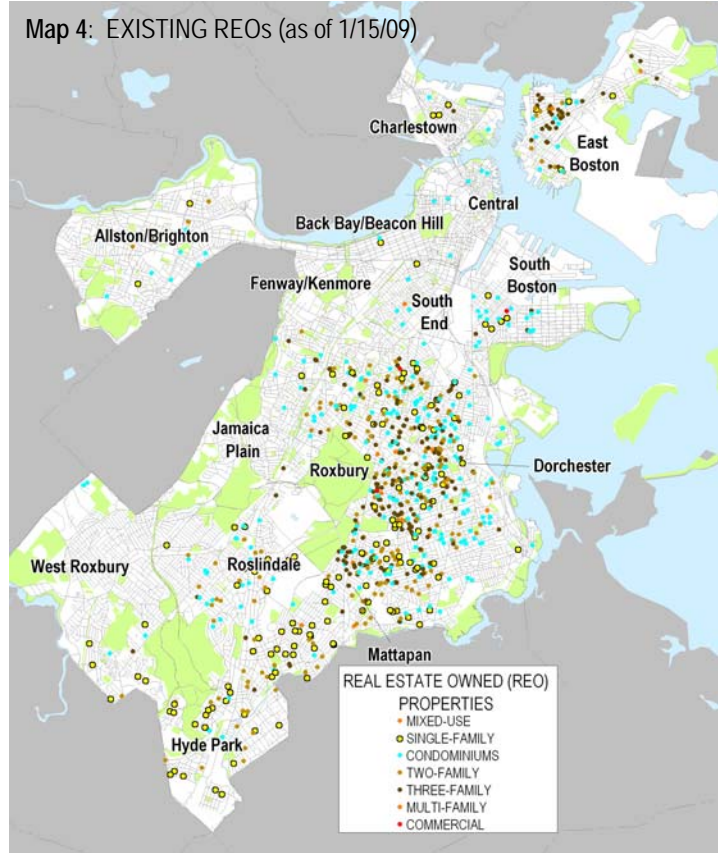 Map 4: EXISTING REOs (as of 1/15/09)
Charlestown
East
Boston
Central
Back Bay/Beacon Hill
Allston/Brighton
Fenway/Kenmore
South
Boston
South
End
Jamaica
Plain
Roxbury
Dorchester
West Roxbury
Roslindale
Mattapan
Hyde Park
REAL ESTATE OWNED (REO)
PROPERTIES
MIXED-USE
SINGLE-FAMILY
CONDOMINIUMS
TWO-FAMILY
THREE-FAMILY
MULTI-FAMILY
COMMERCIAL